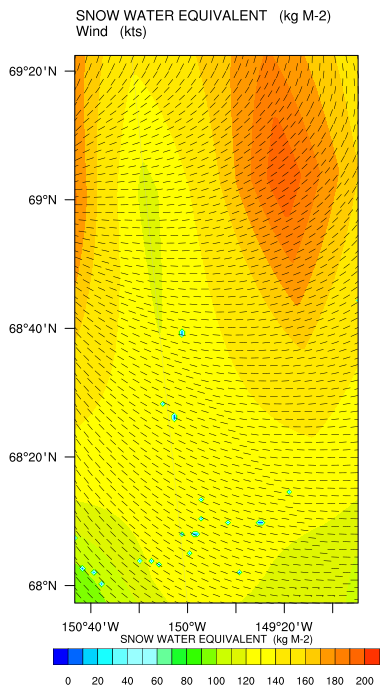 SNOW WATER EQUIVALENT (kg M-2)
Wind (kts)
69°20'N
69°N
68°40'N
68°20'N
68°N
150°40'W 150°W 149°20'W
SNOW WATER EQUIVALENT (kg M-2)
0 20 40 60 80 100 120 140 160 180 200